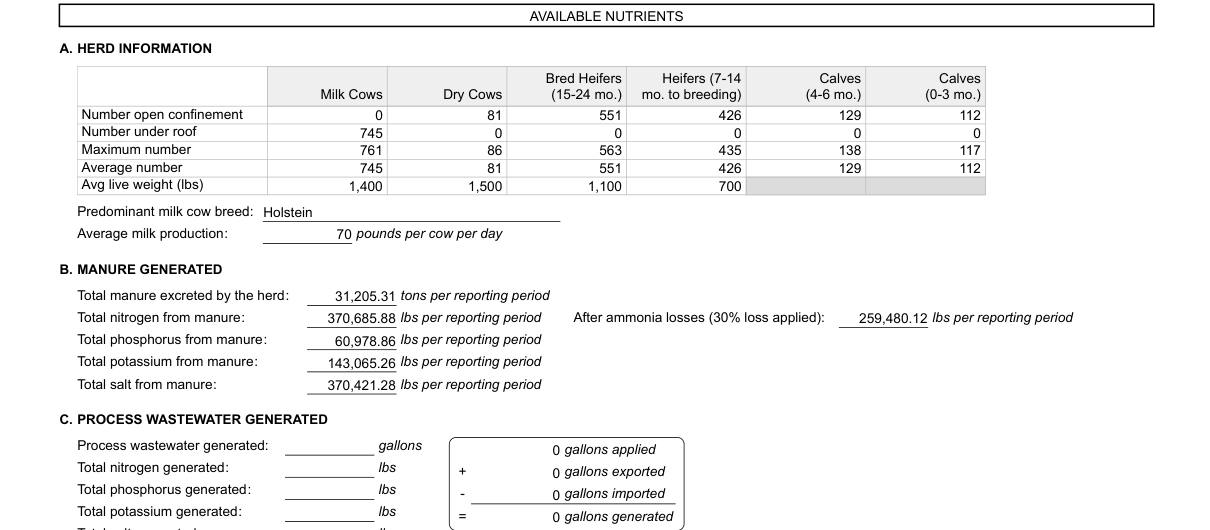 AVAILABLE NUTRIENTS
A. HERD INFORMATION
Milk Cows Dry Cows Bred Heifers (15-24 mo.) Heifers (7-14 mo. to breeding) Calves (4-6 mo.) Calves (0-3 mo.)
Number open confinement 0 81 551 426 129 112
Number under roof 745 0 0 0 0 0
Maximum number 761 86 563 435 138 117
Average number 745 81 551 426 129 112
Avg live weight (lbs) 1,400 1,500 1,100 700
Predominant milk cow breed: Holstein
Average milk production: 70 pounds per cow per day
B. MANURE GENERATED
Total manure excreted by the herd: 31,205.31 tons per reporting period
Total nitrogen from manure: 370,685.88 lbs per reporting period After ammonia losses (30% loss applied): 259,480.12 lbs per reporting period
Total phosphorus from manure: 60,978.86 lbs per reporting period
Total potassium from manure: 143,065.26 lbs per reporting period
Total salt from manure: 370,421.28 lbs per reporting period
C. PROCESS WASTEWATER GENERATED
Process wastewater generated: gallons 0 gallons applied
Total nitrogen generated: lbs + 0 gallons exported
Total phosphorus generated: lbs - 0 gallons imported
Total potassium generated: lbs = 0 gallons generated